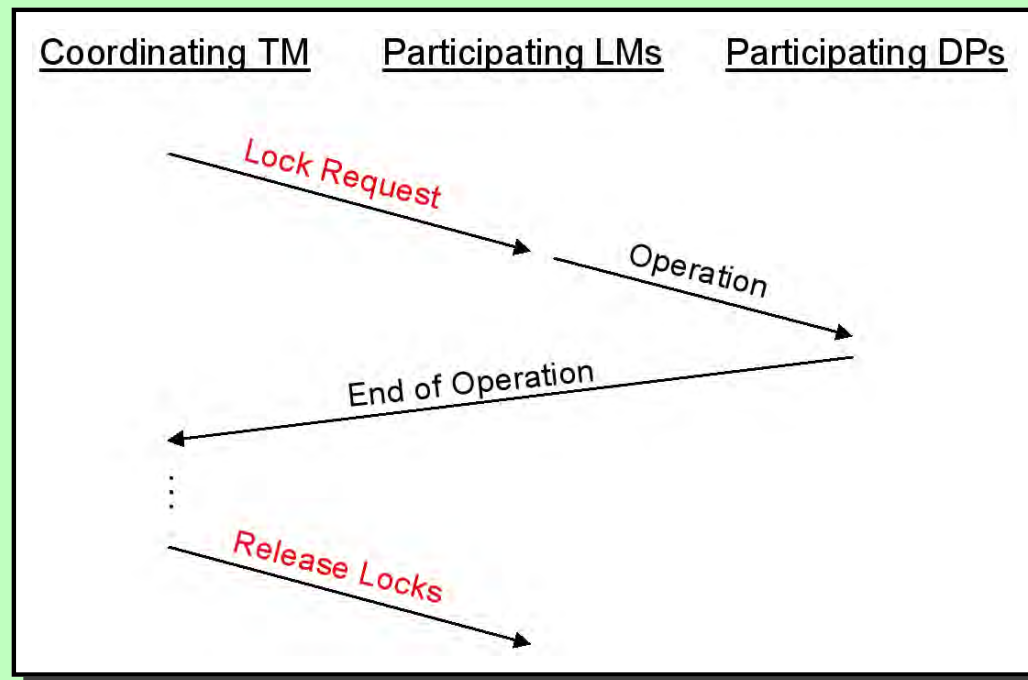 Coordinating TM Participating LMs Participating DPs
Lock Request
Operation
End of Operation
Release Locks